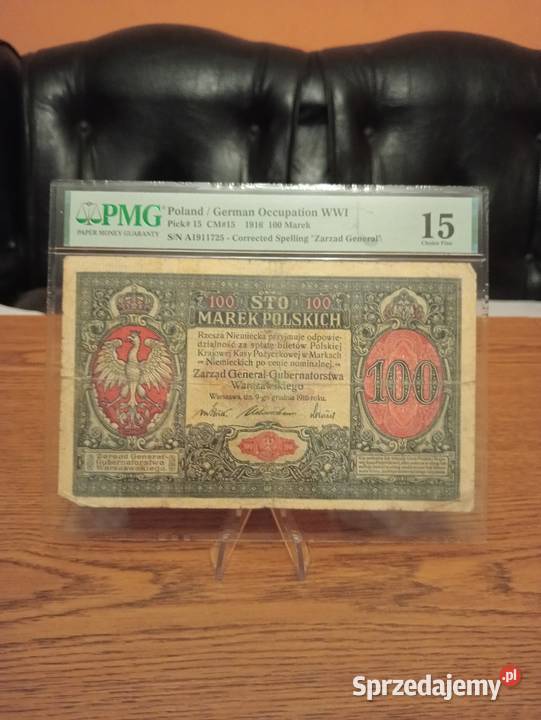 PMG
PAPER MONEY GUARANTY
Poland / German Occupation WWI
Pick# 15 CM#15 1916 100 Marek
S/N A1911725 - Corrected Spelling "Zarzad General"
15
Choice Fine
100 STO 100
MAREK POLSKICH
Rzesza Niemiecka przyjmuje odpowie-
dzialność za spłatę biletów Polskiej
Krajowej Kasy Pożyczkowej w Markach
Niemieckich po cenie nominalnej.
Zarząd General-Gubernatorstwa
Warszawskiego
Warszawa, dn. 9-go grudnia 1916 roku.
100
Zarząd General-
Gubernatorstwa
Warszawskiego.
Sprzedajemy.pl